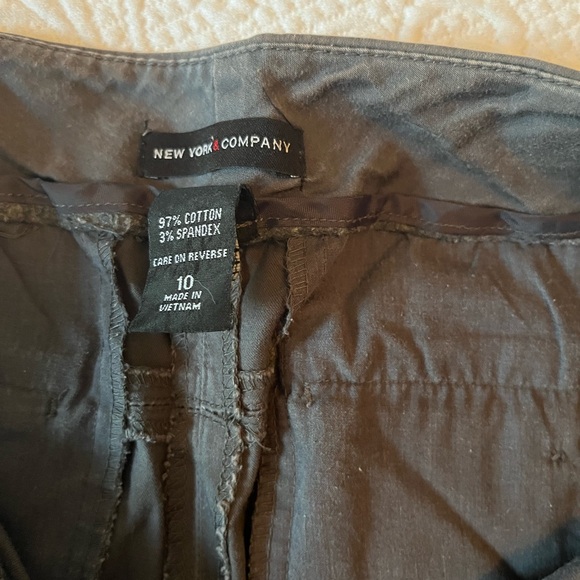 NEW YORK&COMPANY
97% COTTON
3% SPANDEX
CARE ON REVERSE
10
MADE IN
VIETNAM